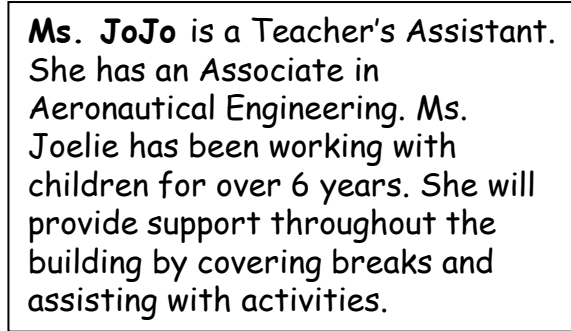 Ms. JoJo is a Teacher's Assistant.
She has an Associate in
Aeronautical Engineering. Ms.
Joelie has been working with
children for over 6 years. She will
provide support throughout the
building by covering breaks and
assisting with activities.